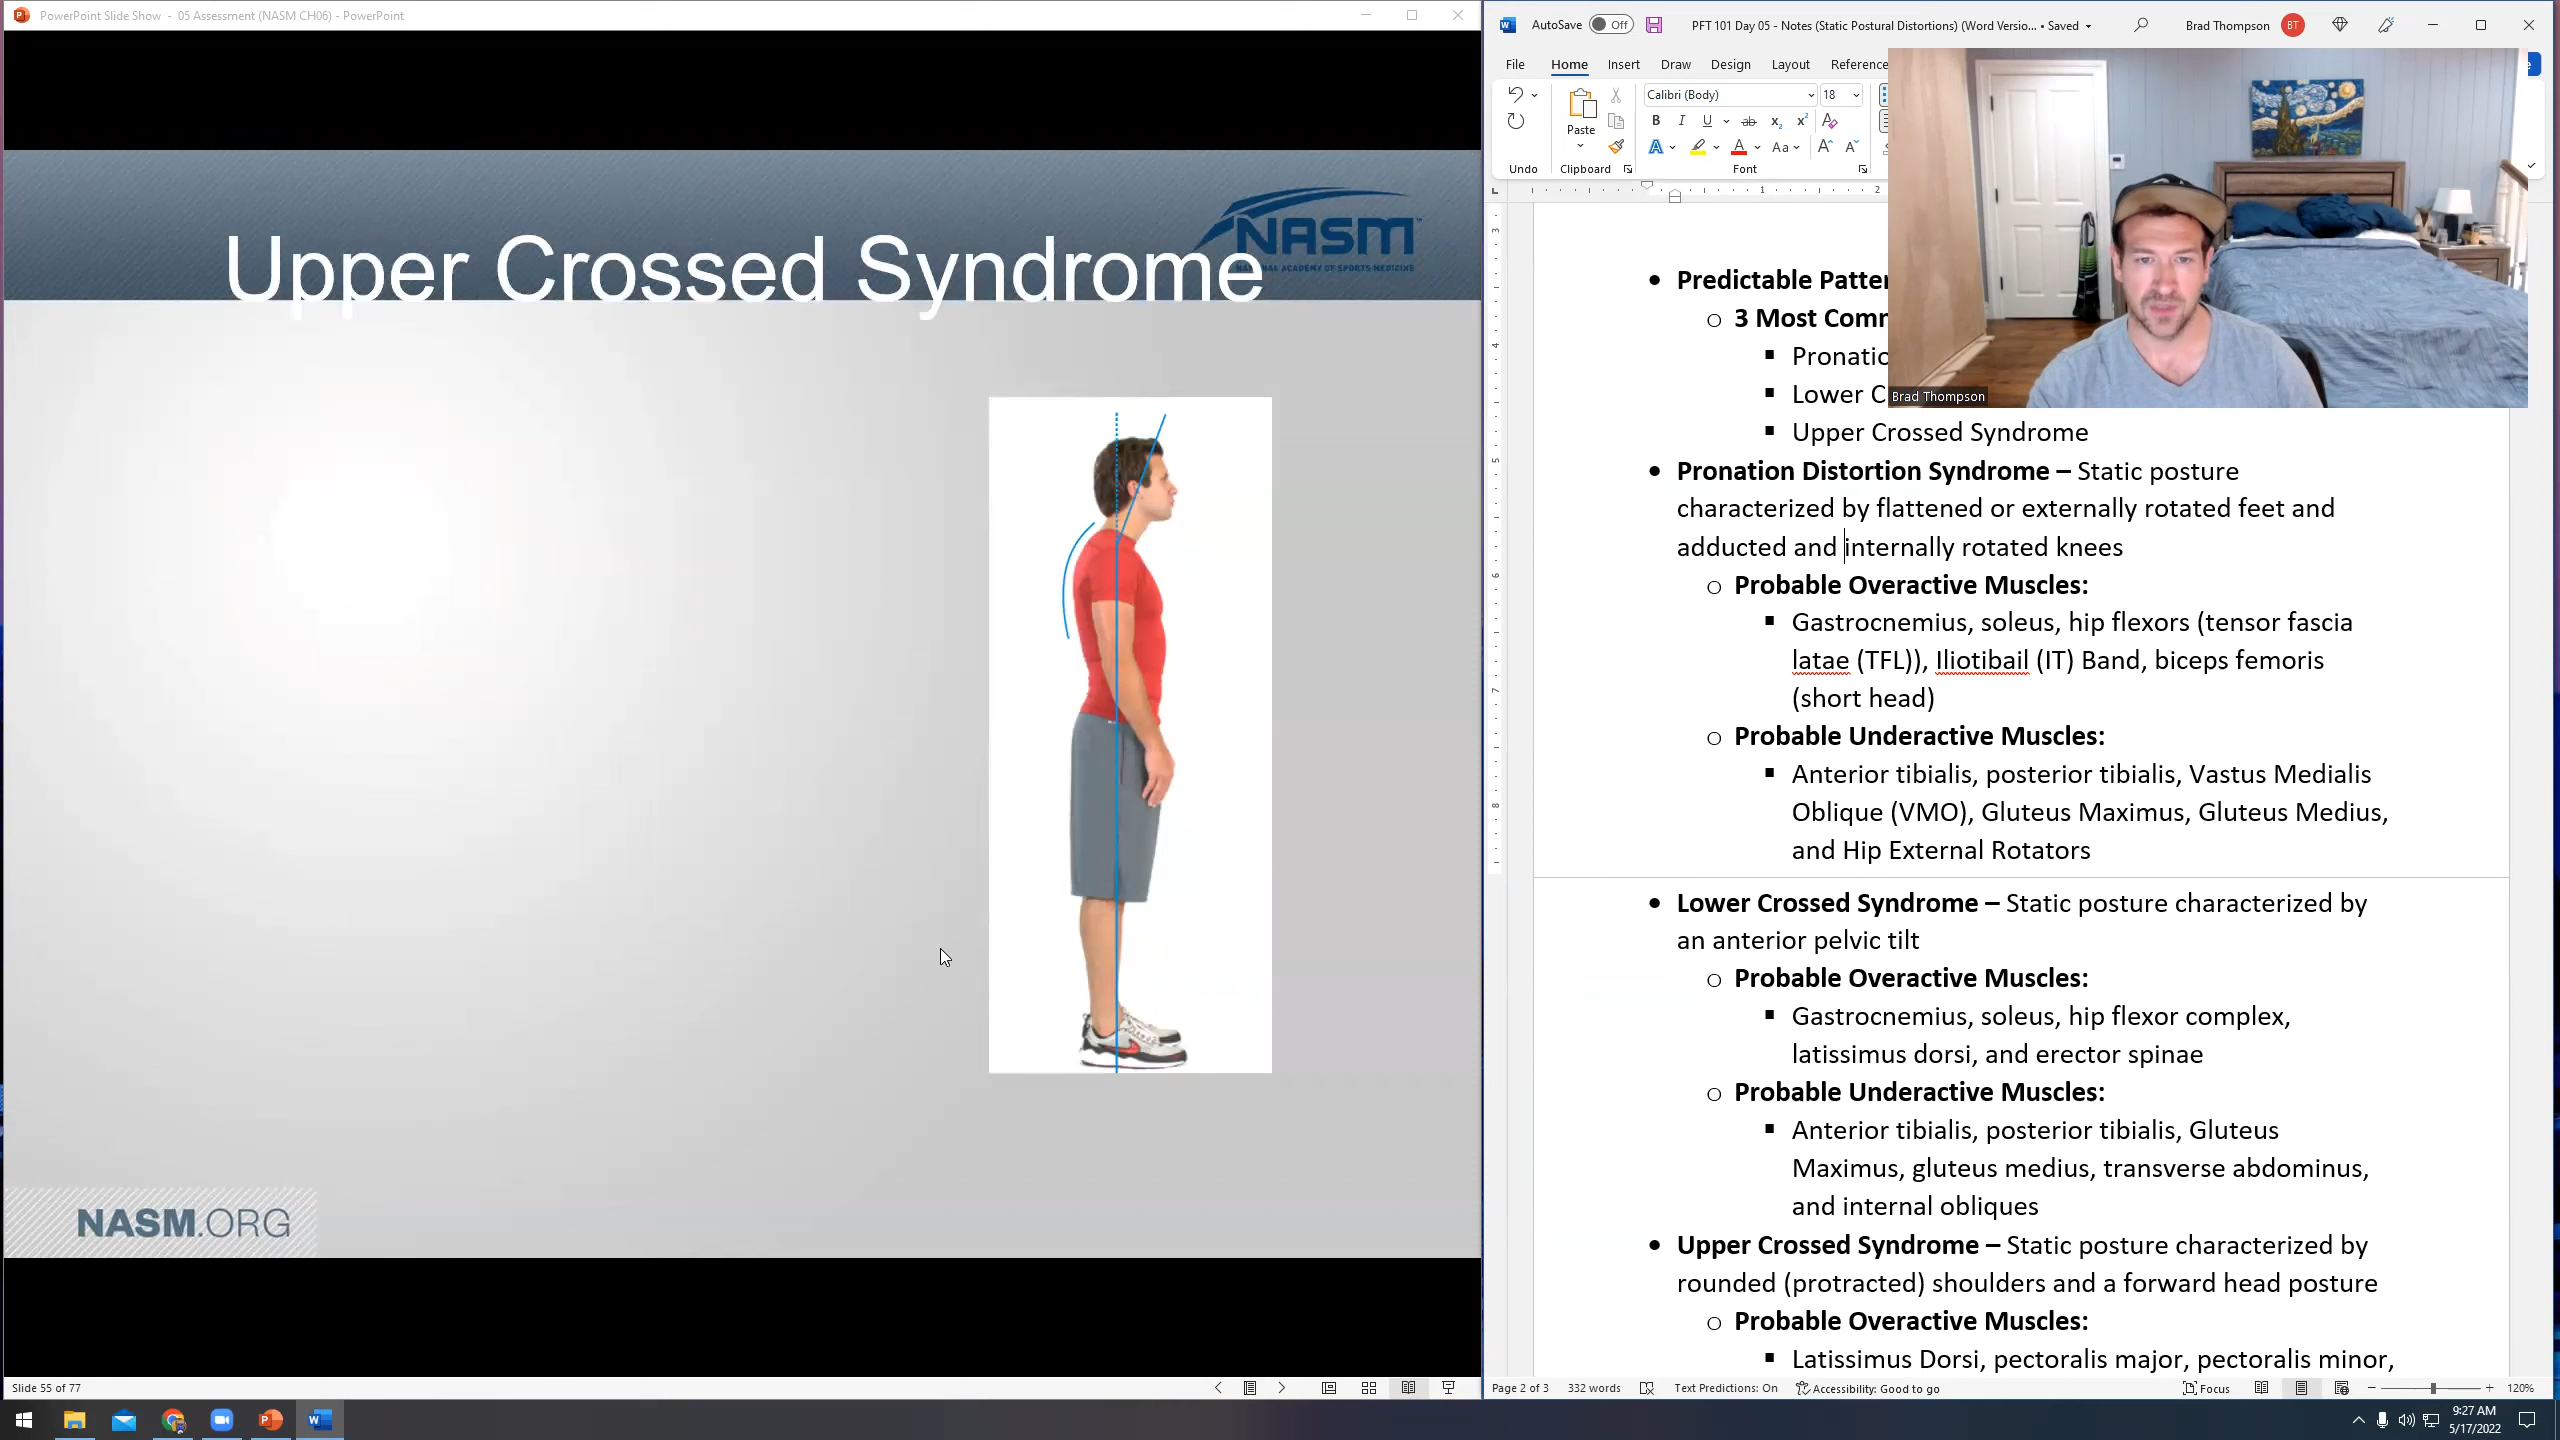 PowerPoint Slide Show - 05 Assessment (NASM CH06) - PowerPoint
Upper Crossed Syndrome
NASM
NATIONAL ACADEMY OF SPORTS MEDICINE
NASM.ORG
Slide 55 of 77
AutoSave Off
PFT 101 Day 05 - Notes (Static Postural Distortions) (Word Versio... • Saved
Brad Thompson BT
File Home Insert Draw Design Layout Reference
Calibri (Body) 18
Paste
Undo Clipboard Font
Brad Thompson
• Predictable Patter
o 3 Most Comm
▪ Pronatio
▪ Lower C
▪ Upper Crossed Syndrome
• Pronation Distortion Syndrome – Static posture
characterized by flattened or externally rotated feet and
adducted and internally rotated knees
o Probable Overactive Muscles:
▪ Gastrocnemius, soleus, hip flexors (tensor fascia
latae (TFL)), Iliotibail (IT) Band, biceps femoris
(short head)
o Probable Underactive Muscles:
▪ Anterior tibialis, posterior tibialis, Vastus Medialis
Oblique (VMO), Gluteus Maximus, Gluteus Medius,
and Hip External Rotators
• Lower Crossed Syndrome – Static posture characterized by
an anterior pelvic tilt
o Probable Overactive Muscles:
▪ Gastrocnemius, soleus, hip flexor complex,
latissimus dorsi, and erector spinae
o Probable Underactive Muscles:
▪ Anterior tibialis, posterior tibialis, Gluteus
Maximus, gluteus medius, transverse abdominus,
and internal obliques
• Upper Crossed Syndrome – Static posture characterized by
rounded (protracted) shoulders and a forward head posture
o Probable Overactive Muscles:
▪ Latissimus Dorsi, pectoralis major, pectoralis minor,
Page 2 of 3 332 words Text Predictions: On Accessibility: Good to go Focus 120%
9:27 AM
5/17/2022